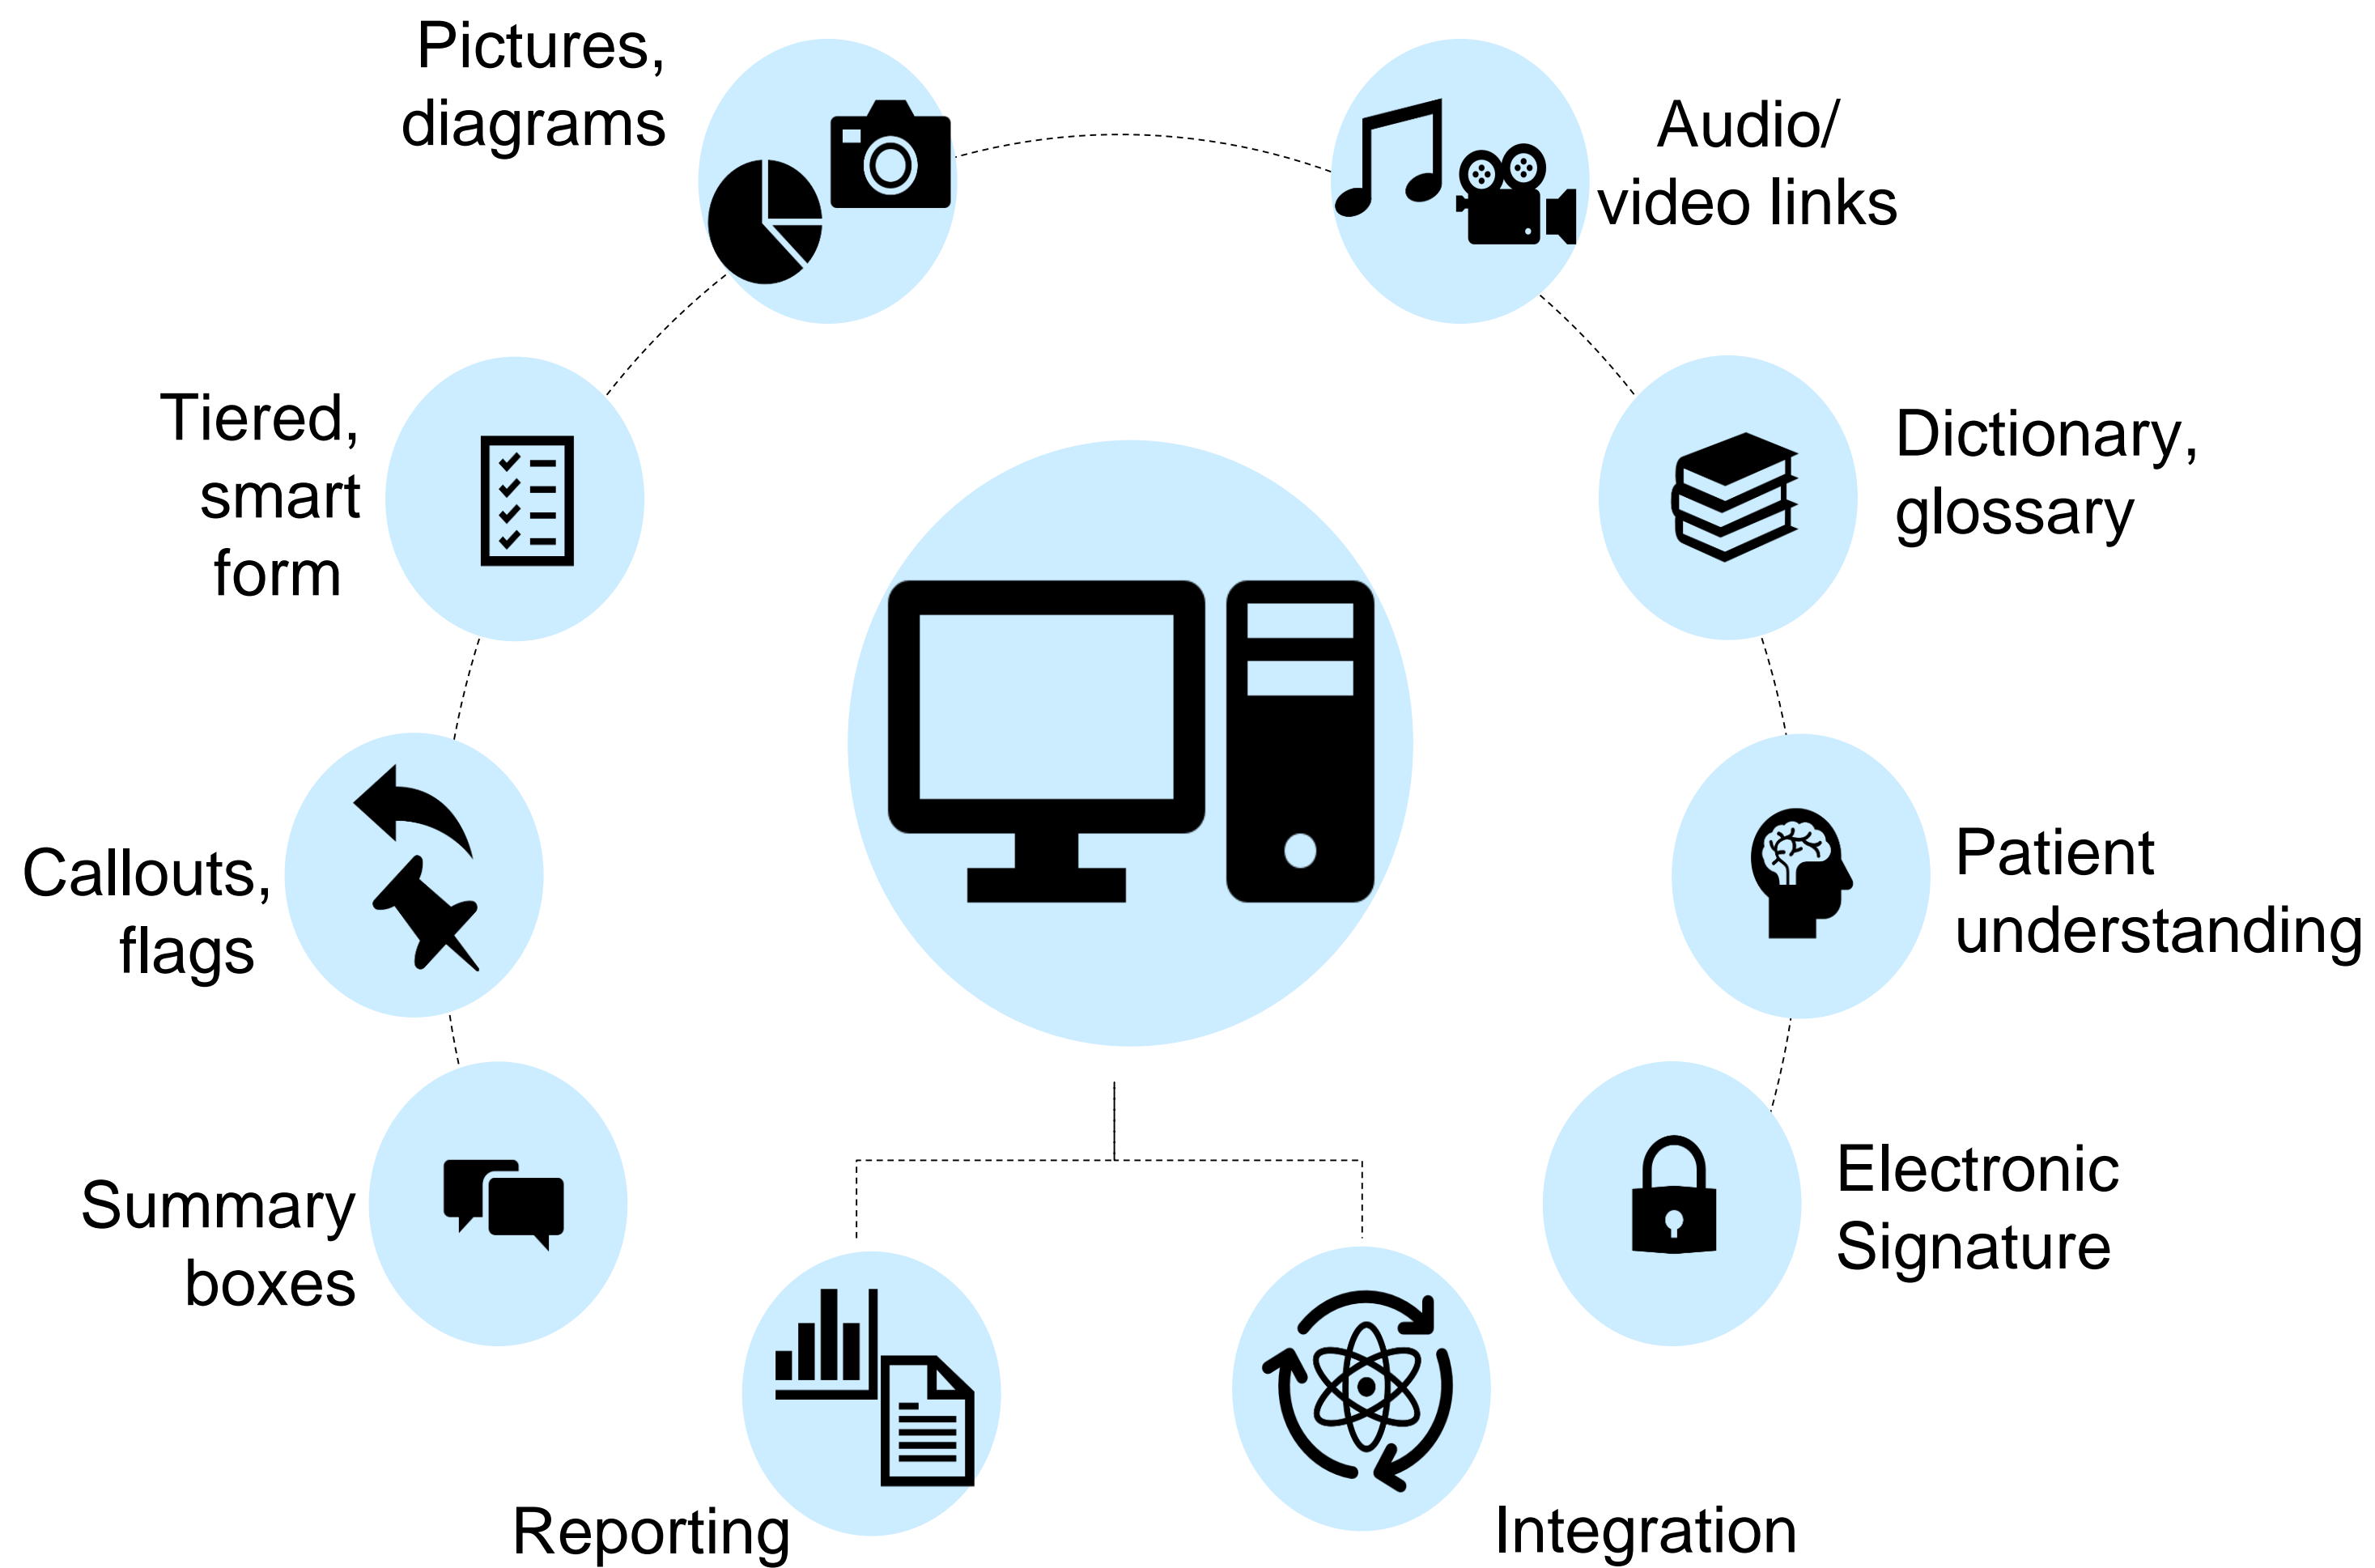 Pictures,
diagrams
Audio/
video links
Tiered,
smart
form
Dictionary,
glossary
Callouts,
flags
Patient
understanding
Summary
boxes
Electronic
Signature
Reporting
Integration